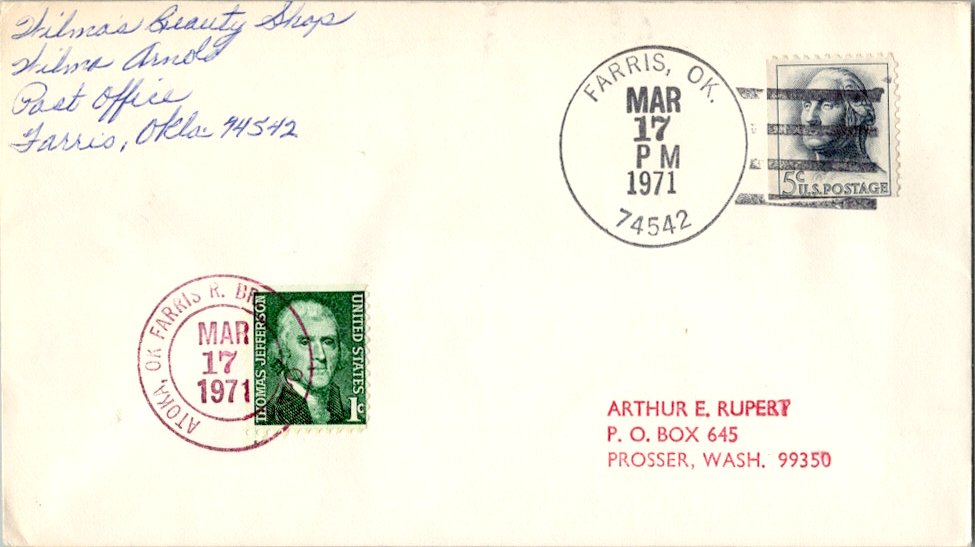 Wilma's Beauty Shop
Wilma Arnold
Post Office
Farris, Okla 74542
FARRIS, OK.
MAR
17
P M
1971
74542
5c U.S. POSTAGE
ATOKA, OK FARRIS R. BR
MAR
17
1971
THOMAS JEFFERSON
UNITED STATES
1c
ARTHUR E. RUPERT
P. O. BOX 645
PROSSER, WASH. 99350